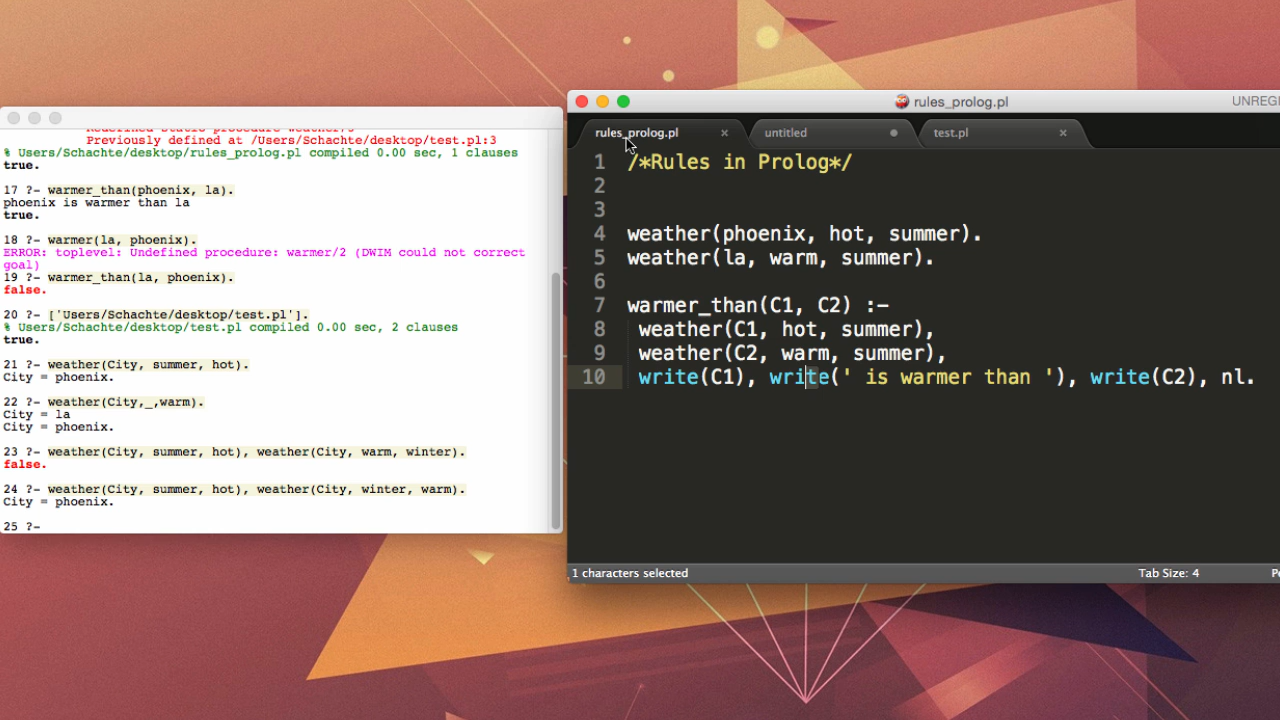 Redefined static procedure weather/3
Previously defined at /Users/Schachte/desktop/test.pl:3
% Users/Schachte/desktop/rules_prolog.pl compiled 0.00 sec, 1 clauses
true.
17 ?- warmer_than(phoenix, la).
phoenix is warmer than la
true.
18 ?- warmer(la, phoenix).
ERROR: toplevel: Undefined procedure: warmer/2 (DWIM could not correct
goal)
19 ?- warmer_than(la, phoenix).
false.
20 ?- ['Users/Schachte/desktop/test.pl'].
% Users/Schachte/desktop/test.pl compiled 0.00 sec, 2 clauses
true.
21 ?- weather(City, summer, hot).
City = phoenix.
22 ?- weather(City,_,warm).
City = la
City = phoenix.
23 ?- weather(City, summer, hot), weather(City, warm, winter).
false.
24 ?- weather(City, summer, hot), weather(City, winter, warm).
City = phoenix.
25 ?-
rules_prolog.pl
UNREGI
rules_prolog.pl × untitled test.pl ×
1 /*Rules in Prolog*/
2
3
4 weather(phoenix, hot, summer).
5 weather(la, warm, summer).
6
7 warmer_than(C1, C2) :-
8 weather(C1, hot, summer),
9 weather(C2, warm, summer),
10 write(C1), write(' is warmer than '), write(C2), nl.
1 characters selected
Tab Size: 4